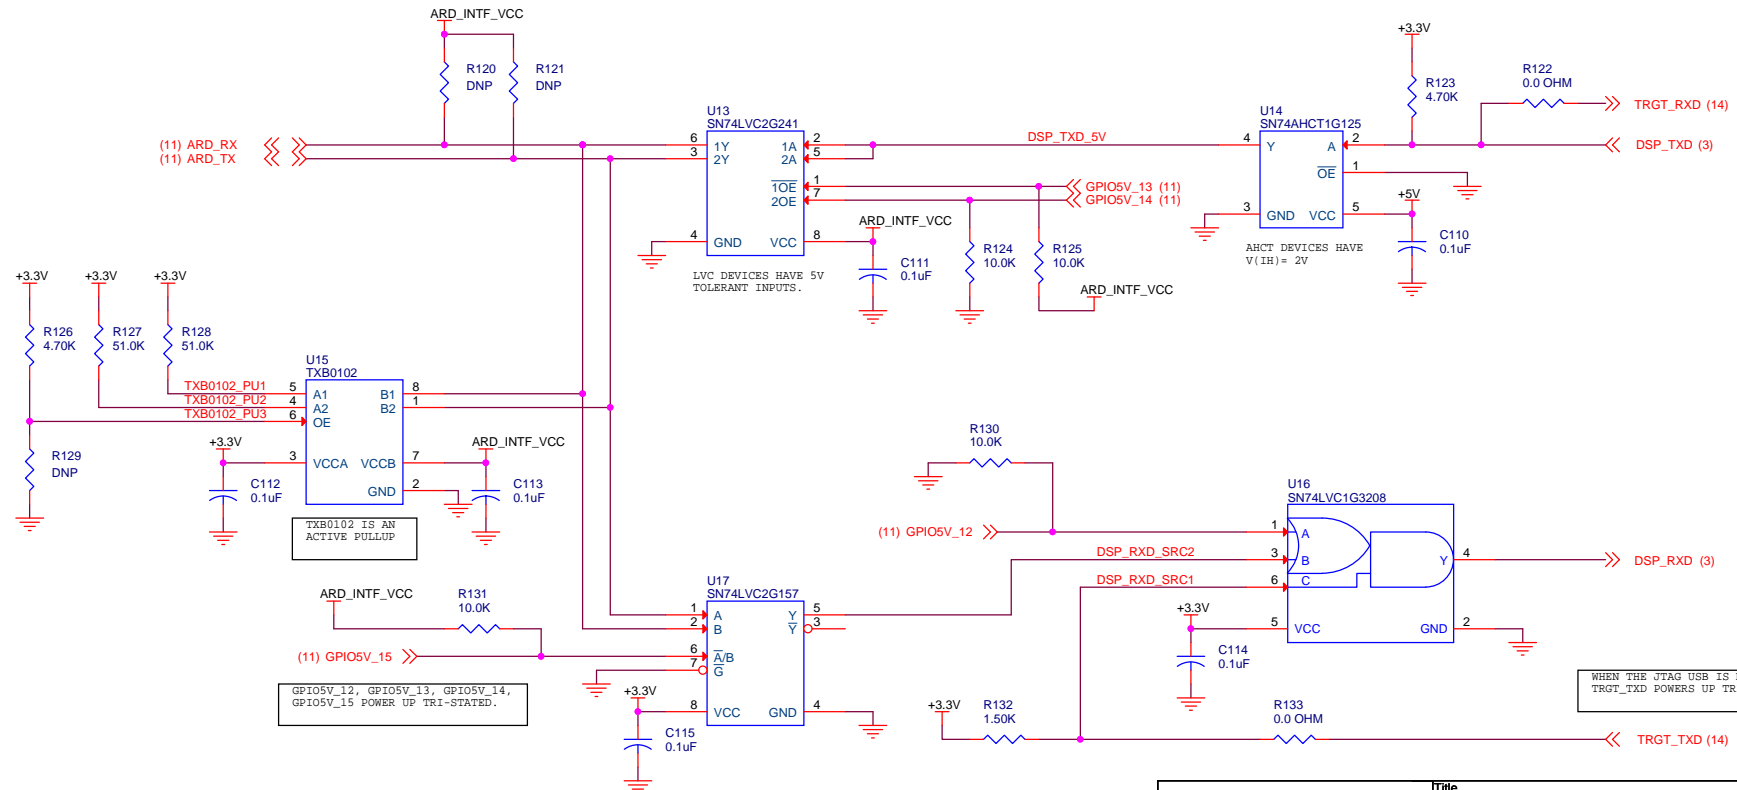 ARD_INTF_VCC
R120
DNP
R121
DNP
(11) ARD_RX
(11) ARD_TX
U13
SN74LVC2G241
6 1Y 1A 2
3 2Y 2A 5
1OE 1
2OE 7
4 GND VCC 8
LVC DEVICES HAVE 5V
TOLERANT INPUTS.
DSP_TXD_5V
GPIO5V_13 (11)
GPIO5V_14 (11)
ARD_INTF_VCC
C111
0.1uF
R124
10.0K
R125
10.0K
ARD_INTF_VCC
U14
SN74AHCT1G125
4 Y A 2
OE 1
3 GND VCC 5
AHCT DEVICES HAVE
V(IH)= 2V
+3.3V
R123
4.70K
R122
0.0 OHM
TRGT_RXD (14)
DSP_TXD (3)
+5V
C110
0.1uF
+3.3V
+3.3V
+3.3V
R126
4.70K
R127
51.0K
R128
51.0K
TXB0102_PU1
TXB0102_PU2
TXB0102_PU3
U15
TXB0102
5 A1 B1 8
4 A2 B2 1
6 OE
3 VCCA VCCB 7
GND 2
R129
DNP
+3.3V
C112
0.1uF
ARD_INTF_VCC
C113
0.1uF
TXB0102 IS AN
ACTIVE PULLUP
R130
10.0K
(11) GPIO5V_12
DSP_RXD_SRC2
DSP_RXD_SRC1
U16
SN74LVC1G3208
1 A
3 B Y 4
6 C
5 VCC GND 2
DSP_RXD (3)
+3.3V
C114
0.1uF
ARD_INTF_VCC
R131
10.0K
(11) GPIO5V_15
GPIO5V_12, GPIO5V_13, GPIO5V_14,
GPIO5V_15 POWER UP TRI-STATED.
U17
SN74LVC2G157
1 A Y 5
2 B Y 3
6 A/B
7 G
8 VCC GND 4
+3.3V
C115
0.1uF
+3.3V
R132
1.50K
R133
0.0 OHM
TRGT_TXD (14)
WHEN THE JTAG USB IS
TRGT_TXD POWERS UP TR
Title